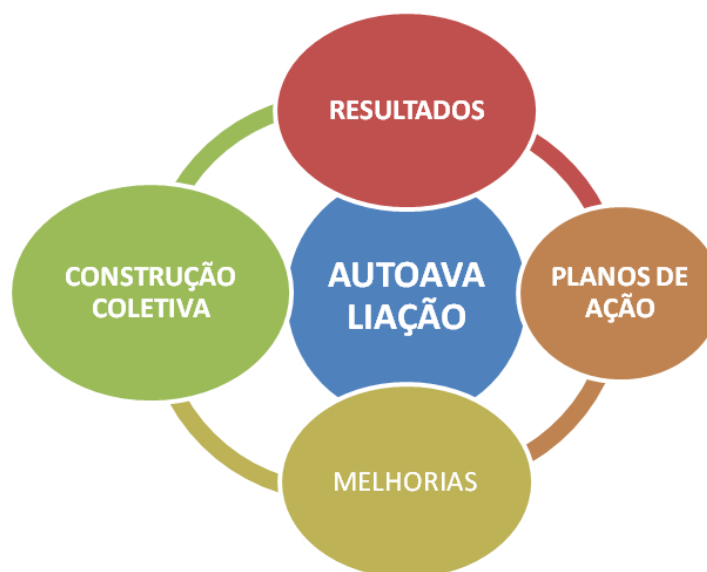 RESULTADOS
CONSTRUÇÃO
COLETIVA
AUTOAVA
LIAÇÃO
PLANOS DE
AÇÃO
MELHORIAS